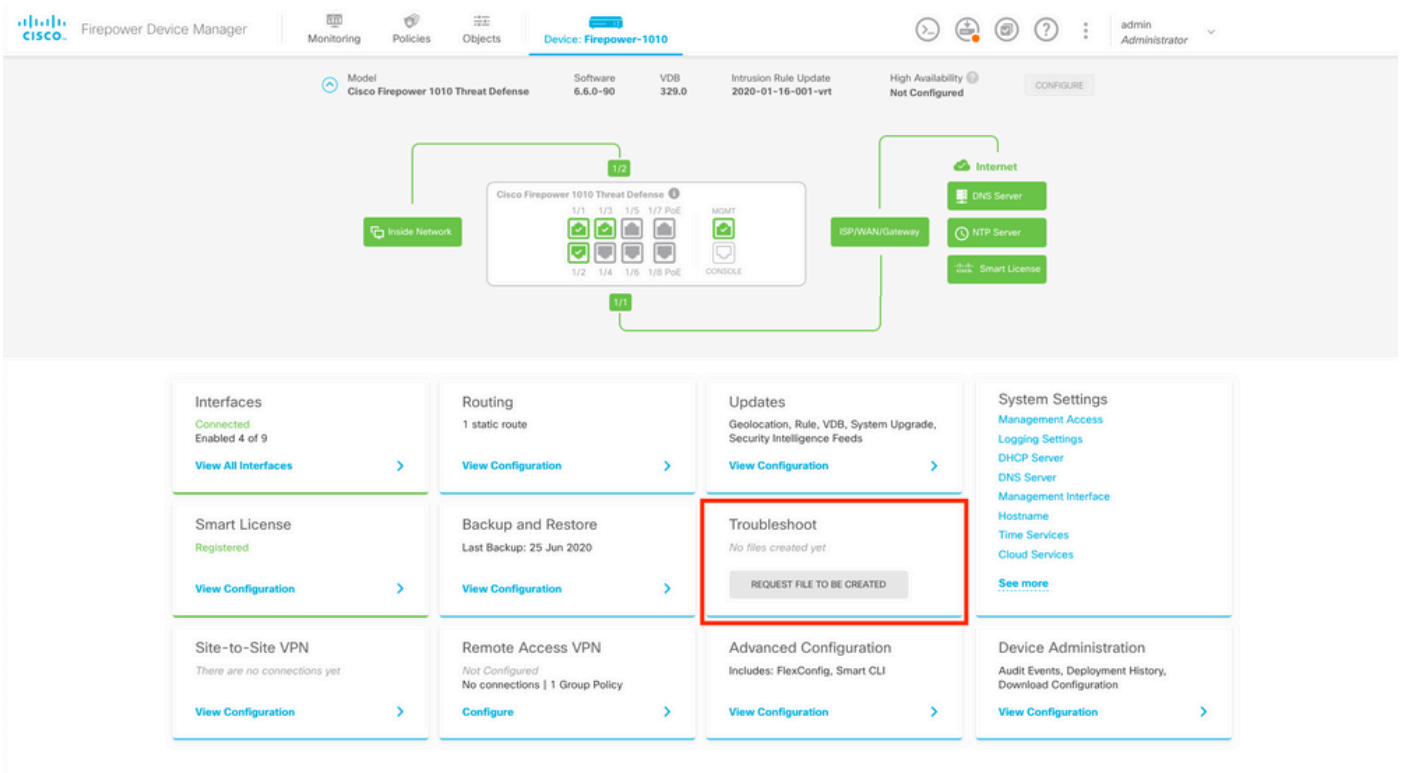 CISCO
Firepower Device Manager
Monitoring
Policies
Objects
Device: Firepower-1010
admin
Administrator
Model
Cisco Firepower 1010 Threat Defense
Software
6.6.0-90
VDB
329.0
Intrusion Rule Update
2020-01-16-001-vrt
High Availability
Not Configured
CONFIGURE
1/2
Internet
Cisco Firepower 1010 Threat Defense
1/1 1/3 1/5 1/7 PoE
MGMT
1/2 1/4 1/6 1/8 PoE
CONSOLE
Inside Network
ISP/WAN/Gateway
DNS Server
NTP Server
Smart License
1/1
Interfaces
Connected
Enabled 4 of 9
View All Interfaces
Routing
1 static route
View Configuration
Updates
Geolocation, Rule, VDB, System Upgrade,
Security Intelligence Feeds
View Configuration
System Settings
Management Access
Logging Settings
DHCP Server
DNS Server
Management Interface
Hostname
Time Services
Cloud Services
See more
Smart License
Registered
View Configuration
Backup and Restore
Last Backup: 25 Jun 2020
View Configuration
Troubleshoot
No files created yet
REQUEST FILE TO BE CREATED
Site-to-Site VPN
There are no connections yet
View Configuration
Remote Access VPN
Not Configured
No connections | 1 Group Policy
Configure
Advanced Configuration
Includes: FlexConfig, Smart CLI
View Configuration
Device Administration
Audit Events, Deployment History,
Download Configuration
View Configuration